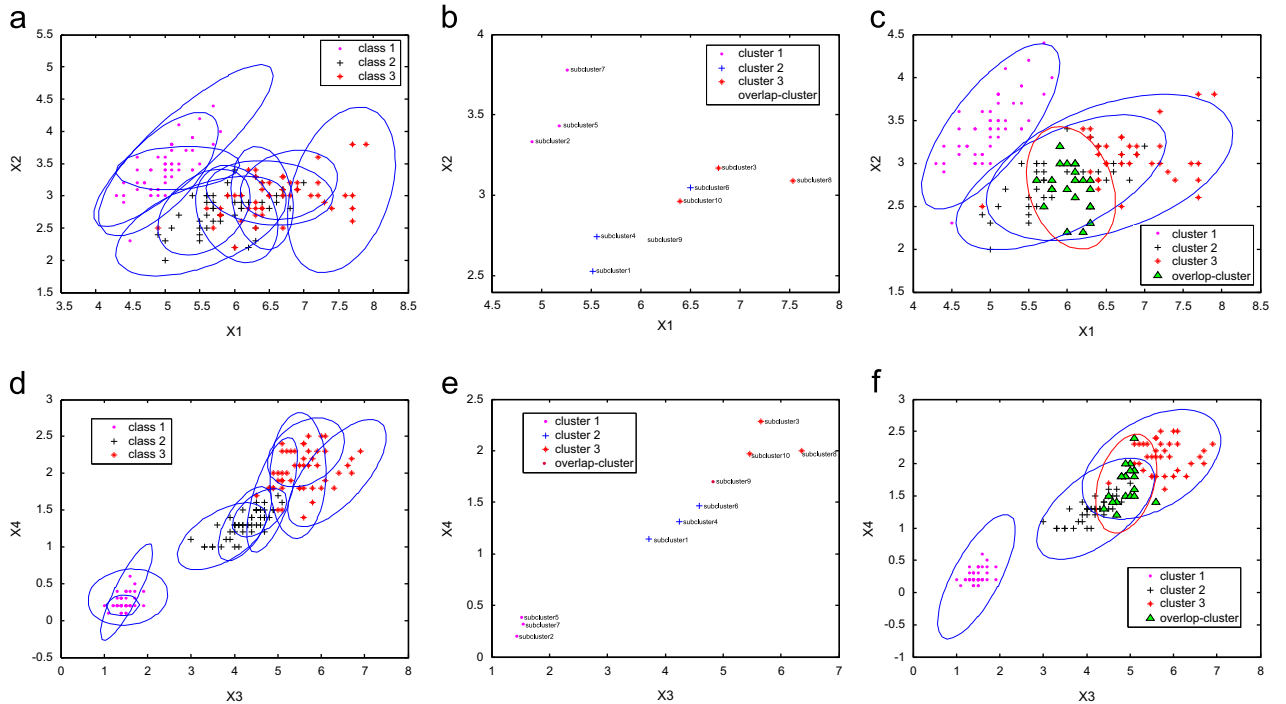 a
5.5
5
4.5
4
3.5
3
2.5
2
1.5
X2
3.5 4 4.5 5 5.5 6 6.5 7 7.5 8 8.5
X1
class 1
class 2
class 3
b
4
3.5
3
2.5
X2
4.5 5 5.5 6 6.5 7 7.5 8
X1
cluster 1
cluster 2
cluster 3
overlap-cluster
subcluster7
subcluster5
subcluster2
subcluster3
subcluster8
subcluster6
subcluster10
subcluster4
subcluster9
subcluster1
c
4.5
4
3.5
3
2.5
2
1.5
X2
4 4.5 5 5.5 6 6.5 7 7.5 8 8.5
X1
cluster 1
cluster 2
cluster 3
overlop-cluster
d
3
2.5
2
1.5
1
0.5
0
-0.5
X4
0 1 2 3 4 5 6 7 8
X3
class 1
class 2
class 3
e
2.5
2
1.5
1
0.5
0
X4
1 2 3 4 5 6 7
X3
cluster 1
cluster 2
cluster 3
overlap-cluster
subcluster3
subcluster10
subcluster8
subcluster9
subcluster6
subcluster4
subcluster1
subcluster5
subcluster7
subcluster2
f
3
2.5
2
1.5
1
0.5
0
-0.5
-1
X4
0 1 2 3 4 5 6 7 8
X3
cluster 1
cluster 2
cluster 3
overlop-cluster